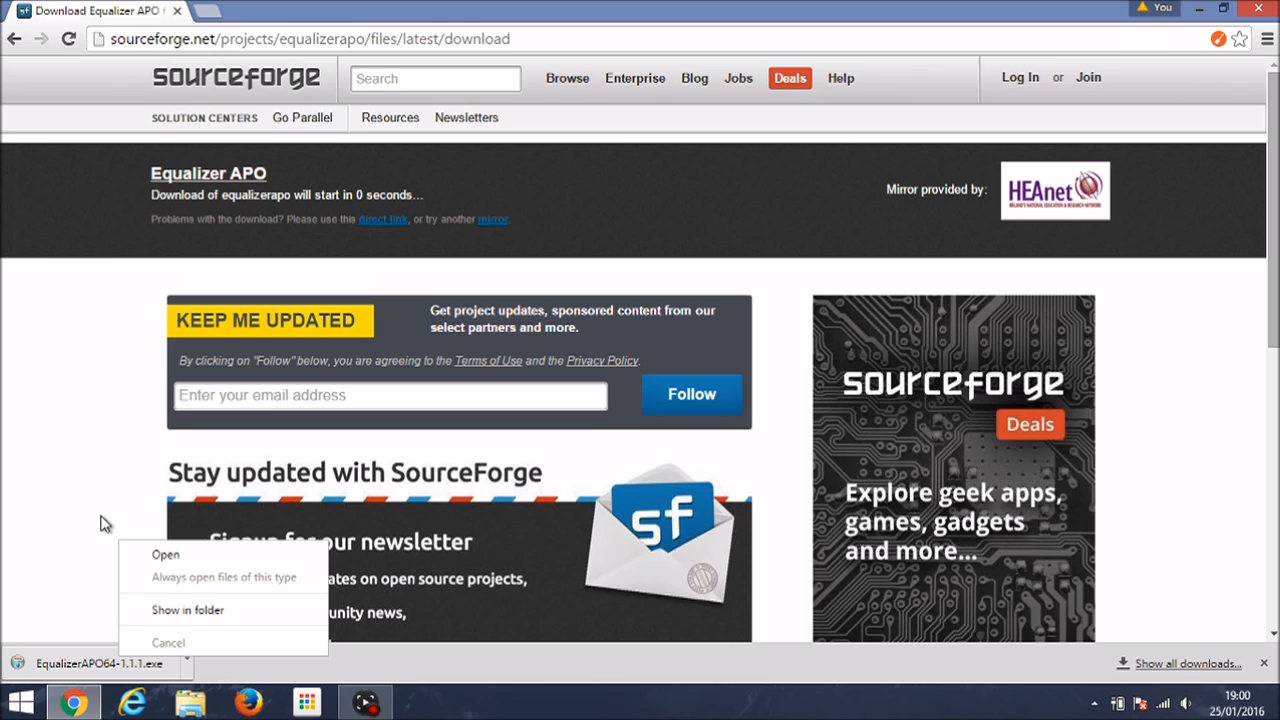 Download Equalizer APO f
You
sourceforge.net/projects/equalizerapo/files/latest/download
sourceforge
Search
Browse
Enterprise
Blog
Jobs
Deals
Help
Log In or Join
SOLUTION CENTERS
Go Parallel
Resources
Newsletters
Equalizer APO
Download of equalizerapo will start in 0 seconds...
Problems with the download? Please use this direct link, or try another mirror.
Mirror provided by:
HEAnet
KEEP ME UPDATED
Get project updates, sponsored content from our
select partners and more.
By clicking on "Follow" below, you are agreeing to the Terms of Use and the Privacy Policy.
Enter your email address
Follow
Stay updated with SourceForge
sf
Signup for our newsletter
ates on open source projects,
unity news,
sourceforge
Deals
Explore geek apps,
games, gadgets
and more...
Open
Always open files of this type
Show in folder
Cancel
EqualizerAPO64-1.1.1.exe
Show all downloads...
19:00
25/01/2016